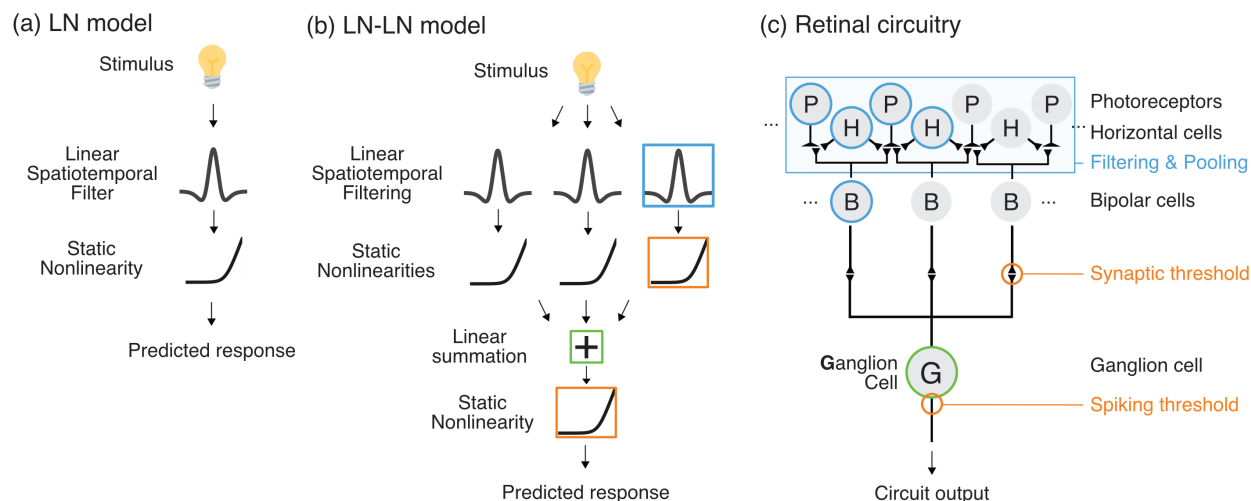 (a) LN model
Stimulus
Linear
Spatiotemporal
Filter
Static
Nonlinearity
Predicted response
(b) LN-LN model
Stimulus
Linear
Spatiotemporal
Filtering
Static
Nonlinearities
Linear
summation
+
Static
Nonlinearity
Predicted response
(c) Retinal circuitry
P P P P Photoreceptors
... H H H ... Horizontal cells
Filtering & Pooling
... B B B ... Bipolar cells
Synaptic threshold
Ganglion
Cell
G
Ganglion cell
Spiking threshold
Circuit output